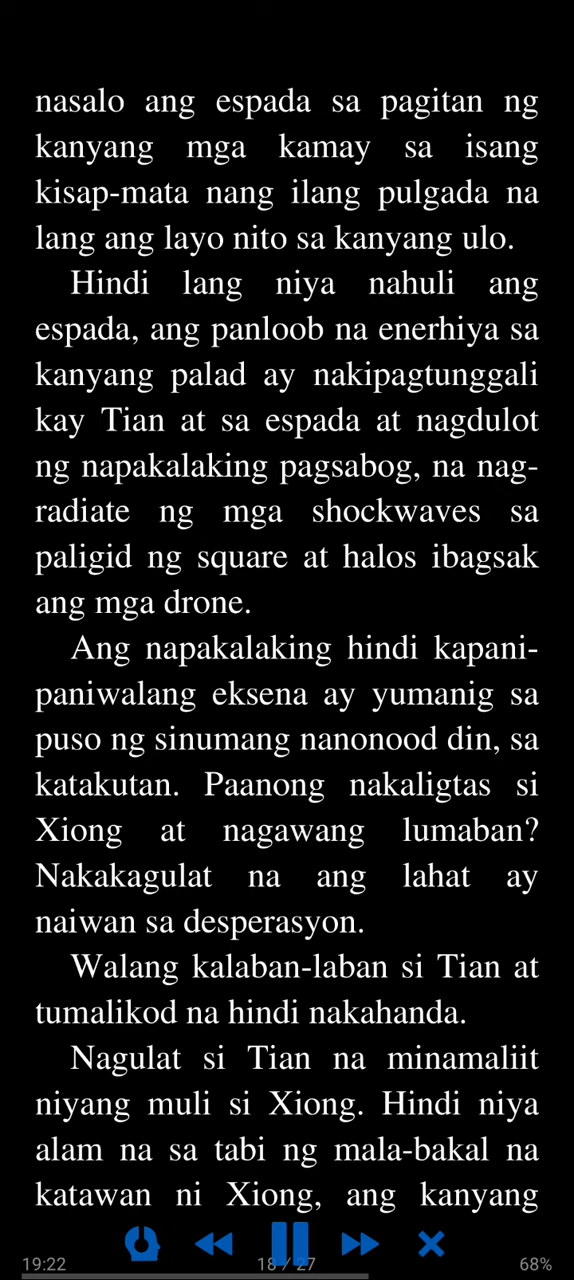 nasalo ang espada sa pagitan ng
kanyang mga kamay sa isang
kisap-mata nang ilang pulgada na
lang ang layo nito sa kanyang ulo.
Hindi lang niya nahuli ang
espada, ang panloob na enerhiya sa
kanyang palad ay nakipagtunggali
kay Tian at sa espada at nagdulot
ng napakalaking pagsabog, na nag-
radiate ng mga shockwaves sa
paligid ng square at halos ibagsak
ang mga drone.
Ang napakalaking hindi kapani-
paniwalang eksena ay yumanig sa
puso ng sinumang nanonood din, sa
katakutan. Paanong nakaligtas si
Xiong at nagawang lumaban?
Nakakagulat na ang lahat ay
naiwan sa desperasyon.
Walang kalaban-laban si Tian at
tumalikod na hindi nakahanda.
Nagulat si Tian na minamaliit
niyang muli si Xiong. Hindi niya
alam na sa tabi ng mala-bakal na
katawan ni Xiong, ang kanyang
19:22 18 / 27 68%